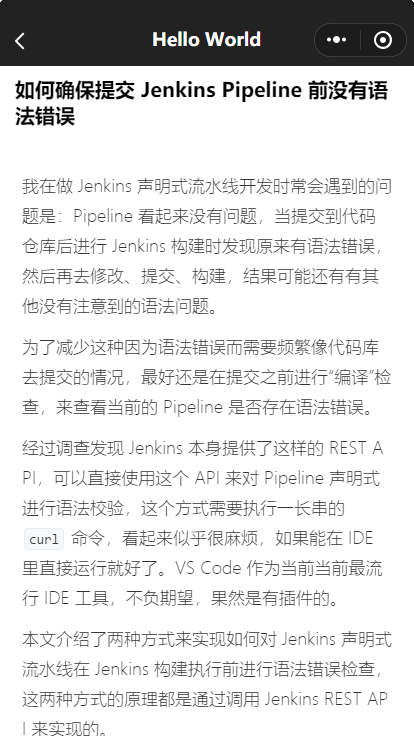 Hello World
如何确保提交 Jenkins Pipeline 前没有语
法错误
我在做 Jenkins 声明式流水线开发时常会遇到的问
题是：Pipeline 看起来没有问题，当提交到代码
仓库后进行 Jenkins 构建时发现原来有语法错误，
然后再去修改、提交、构建，结果可能还有有其
他没有注意到的语法问题。
为了减少这种因为语法错误而需要频繁像代码库
去提交的情况，最好还是在提交之前进行“编译”检
查，来查看当前的 Pipeline 是否存在语法错误。
经过调查发现 Jenkins 本身提供了这样的 REST A
PI，可以直接使用这个 API 来对 Pipeline 声明式
进行语法校验，这个方式需要执行一长串的
curl 命令，看起来似乎很麻烦，如果能在 IDE
里直接运行就好了。VS Code 作为当前当前最流
行 IDE 工具，不负期望，果然是有插件的。
本文介绍了两种方式来实现如何对 Jenkins 声明式
流水线在 Jenkins 构建执行前进行语法错误检查，
这两种方式的原理都是通过调用 Jenkins REST AP
I 来实现的。